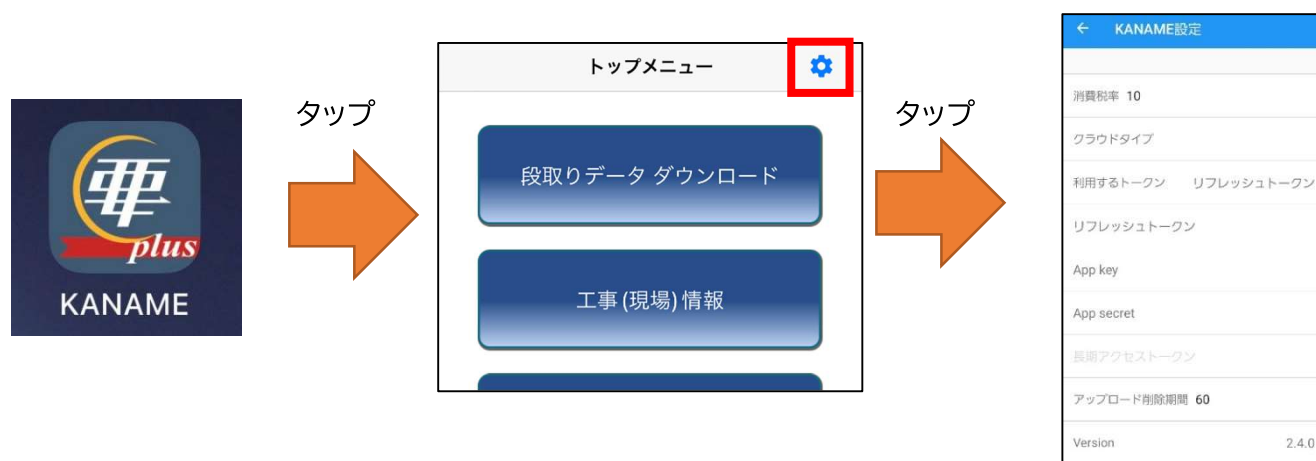 亜
plus
KANAME
タップ
トップメニュー
段取りデータ ダウンロード
工事(現場)情報
タップ
← KANAME設定
消費税率 10
クラウドタイプ
利用するトークン リフレッシュトークン
リフレッシュトークン
App key
App secret
長期アクセストークン
アップロード削除期間 60
Version 2.4.0